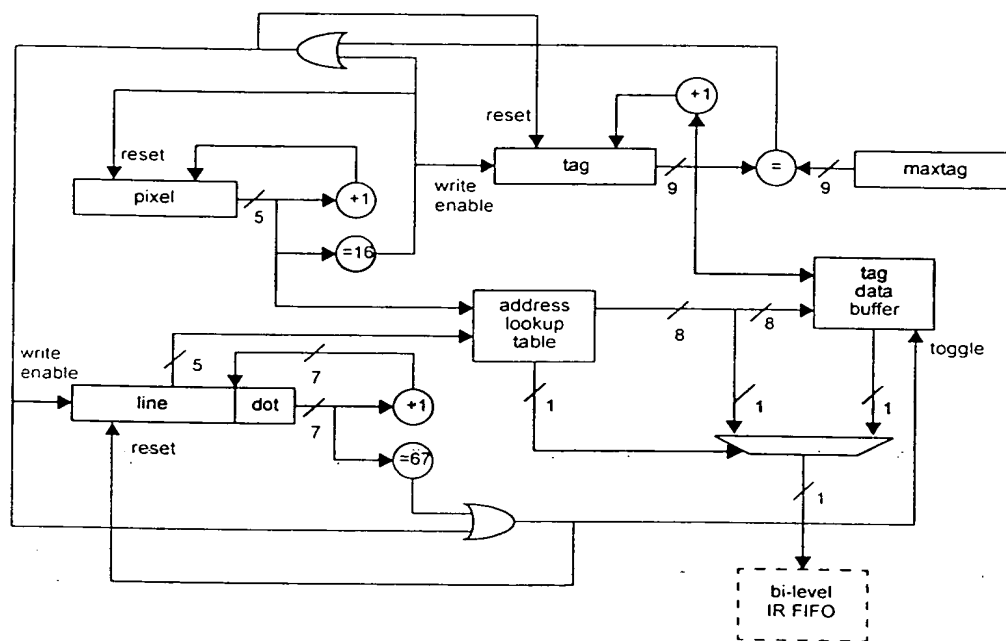 reset
+1
tag
=
maxtag
9
9
write
enable
reset
pixel
5
+1
=16
address
lookup
table
8
8
tag
data
buffer
toggle
write
enable
5
7
line
dot
7
+1
1
1
1
reset
=67
1
bi-level
IR FIFO